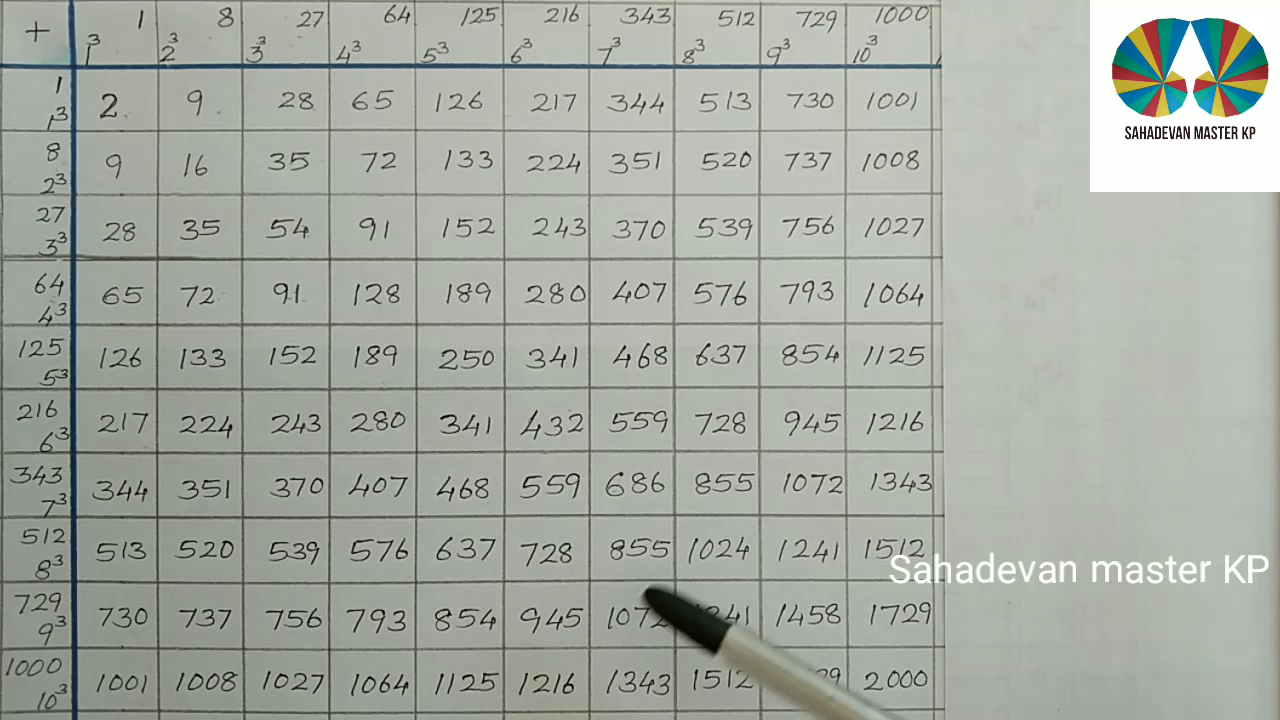 + 1 8 27 64 125 216 343 512 729 1000
1³ 2³ 3³ 4³ 5³ 6³ 7³ 8³ 9³ 10³
1 2 9 28 65 126 217 344 513 730 1001
1³
8 9 16 35 72 133 224 351 520 737 1008
2³
27 28 35 54 91 152 243 370 539 756 1027
3³
64 65 72 91 128 189 280 407 576 793 1064
4³
125 126 133 152 189 250 341 468 637 854 1125
5³
216 217 224 243 280 341 432 559 728 945 1216
6³
343 344 351 370 407 468 559 686 855 1072 1343
7³
512 513 520 539 576 637 728 855 1024 1241 1512
8³
729 730 737 756 793 854 945 1458 1729
9³
1000 1001 1008 1027 1064 1125 1216 1343 1512 2000
10³
SAHADEVAN MASTER KP
Sahadevan master KP